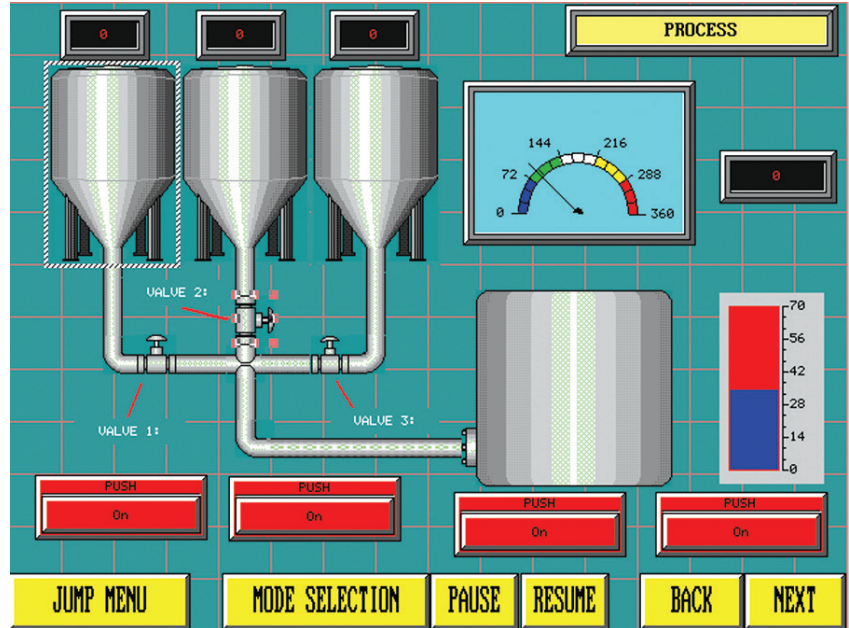 0
0
0
PROCESS
0
72
144
216
288
360
0
VALVE 2:
VALVE 1:
VALVE 3:
70
56
42
28
14
0
PUSH
On
PUSH
On
PUSH
On
PUSH
On
JUMP MENU
MODE SELECTION
PAUSE
RESUME
BACK
NEXT